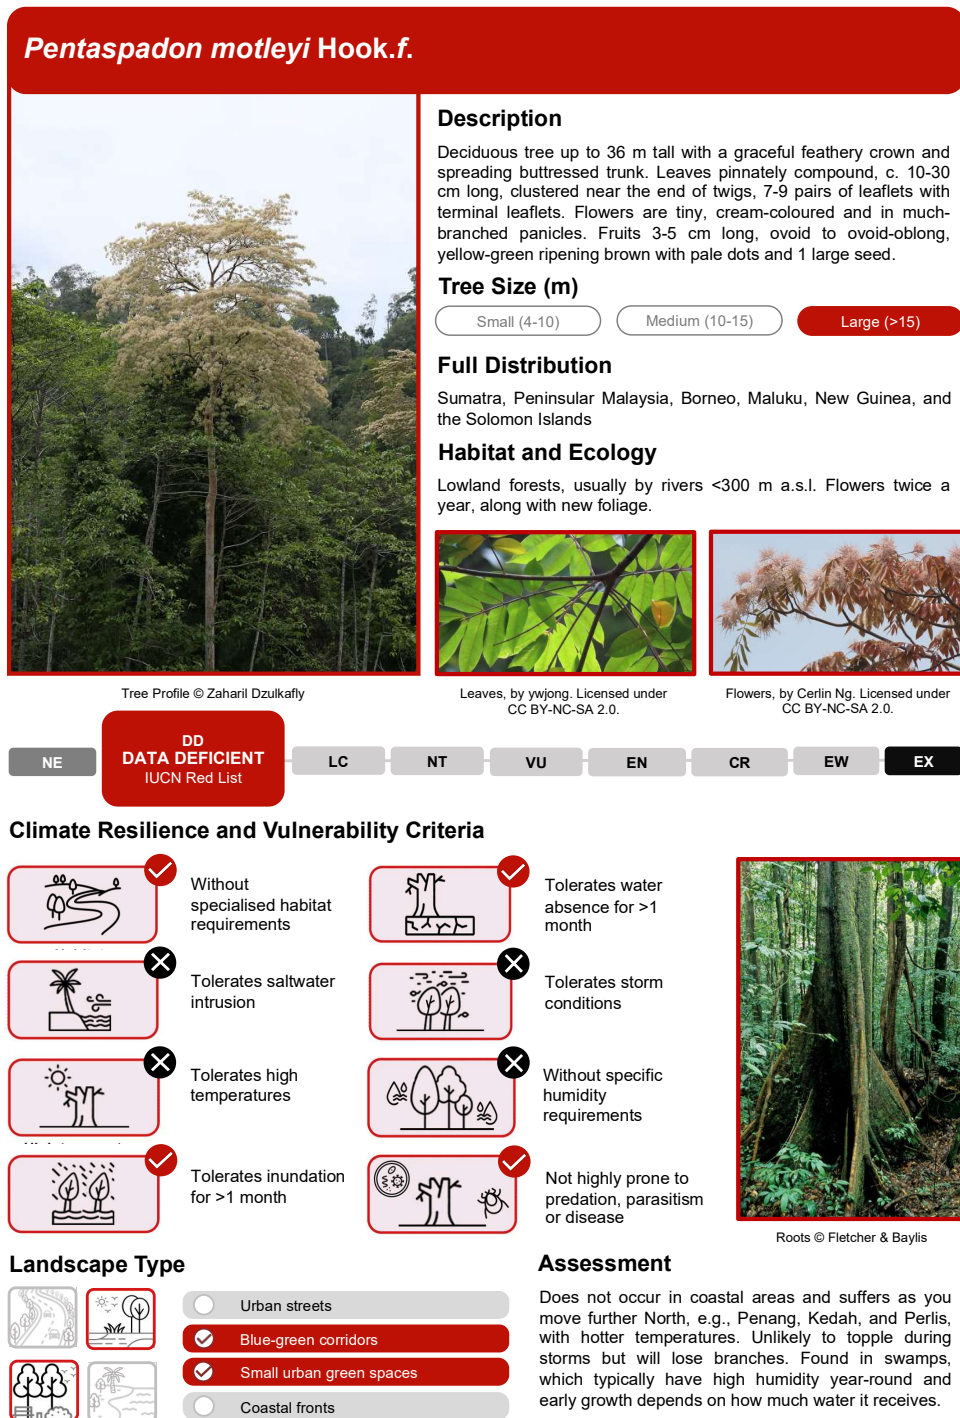 Pentaspadon motleyi Hook.f.
Description
Deciduous tree up to 36 m tall with a graceful feathery crown and
spreading buttressed trunk. Leaves pinnately compound, c. 10-30
cm long, clustered near the end of twigs, 7-9 pairs of leaflets with
terminal leaflets. Flowers are tiny, cream-coloured and in much-
branched panicles. Fruits 3-5 cm long, ovoid to ovoid-oblong,
yellow-green ripening brown with pale dots and 1 large seed.
Tree Size (m)
Small (4-10)
Medium (10-15)
Large (>15)
Full Distribution
Sumatra, Peninsular Malaysia, Borneo, Maluku, New Guinea, and
the Solomon Islands
Habitat and Ecology
Lowland forests, usually by rivers <300 m a.s.l. Flowers twice a
year, along with new foliage.
Tree Profile © Zaharil Dzulkafly
Leaves, by ywjong. Licensed under
CC BY-NC-SA 2.0.
Flowers, by Cerlin Ng. Licensed under
CC BY-NC-SA 2.0.
NE
DD
DATA DEFICIENT
IUCN Red List
LC
NT
VU
EN
CR
EW
EX
Climate Resilience and Vulnerability Criteria
Without
specialised habitat
requirements
Tolerates water
absence for >1
month
Tolerates saltwater
intrusion
Tolerates storm
conditions
Tolerates high
temperatures
Without specific
humidity
requirements
Tolerates inundation
for >1 month
Not highly prone to
predation, parasitism
or disease
Roots © Fletcher & Baylis
Landscape Type
Urban streets
Blue-green corridors
Small urban green spaces
Coastal fronts
Assessment
Does not occur in coastal areas and suffers as you
move further North, e.g., Penang, Kedah, and Perlis,
with hotter temperatures. Unlikely to topple during
storms but will lose branches. Found in swamps,
which typically have high humidity year-round and
early growth depends on how much water it receives.